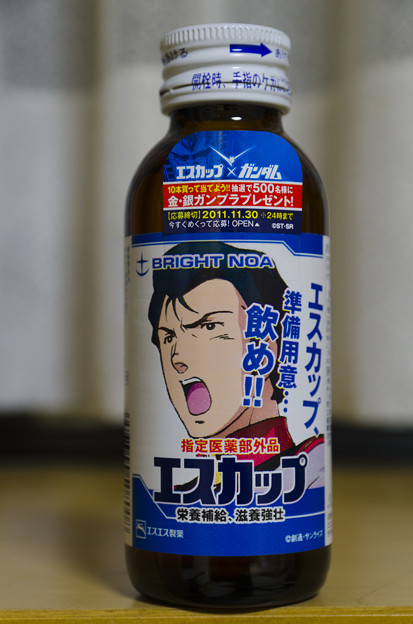 あける
あけ
開栓時、手指のケガに
エスカップ×ガンダム
10本買って当てよう!! 抽選で500名様に
金・銀ガンプラプレゼント!
【応募締切】2011.11.30 ※24時まで
今すぐめくって応募! OPEN▲
©ST・SR
BRIGHT NOA
エスカップ、
準備用意…
飲め!!
指定医薬部外品
エスカップ
栄養補給、滋養強壮
エスエス製薬
©創通・サンライズ